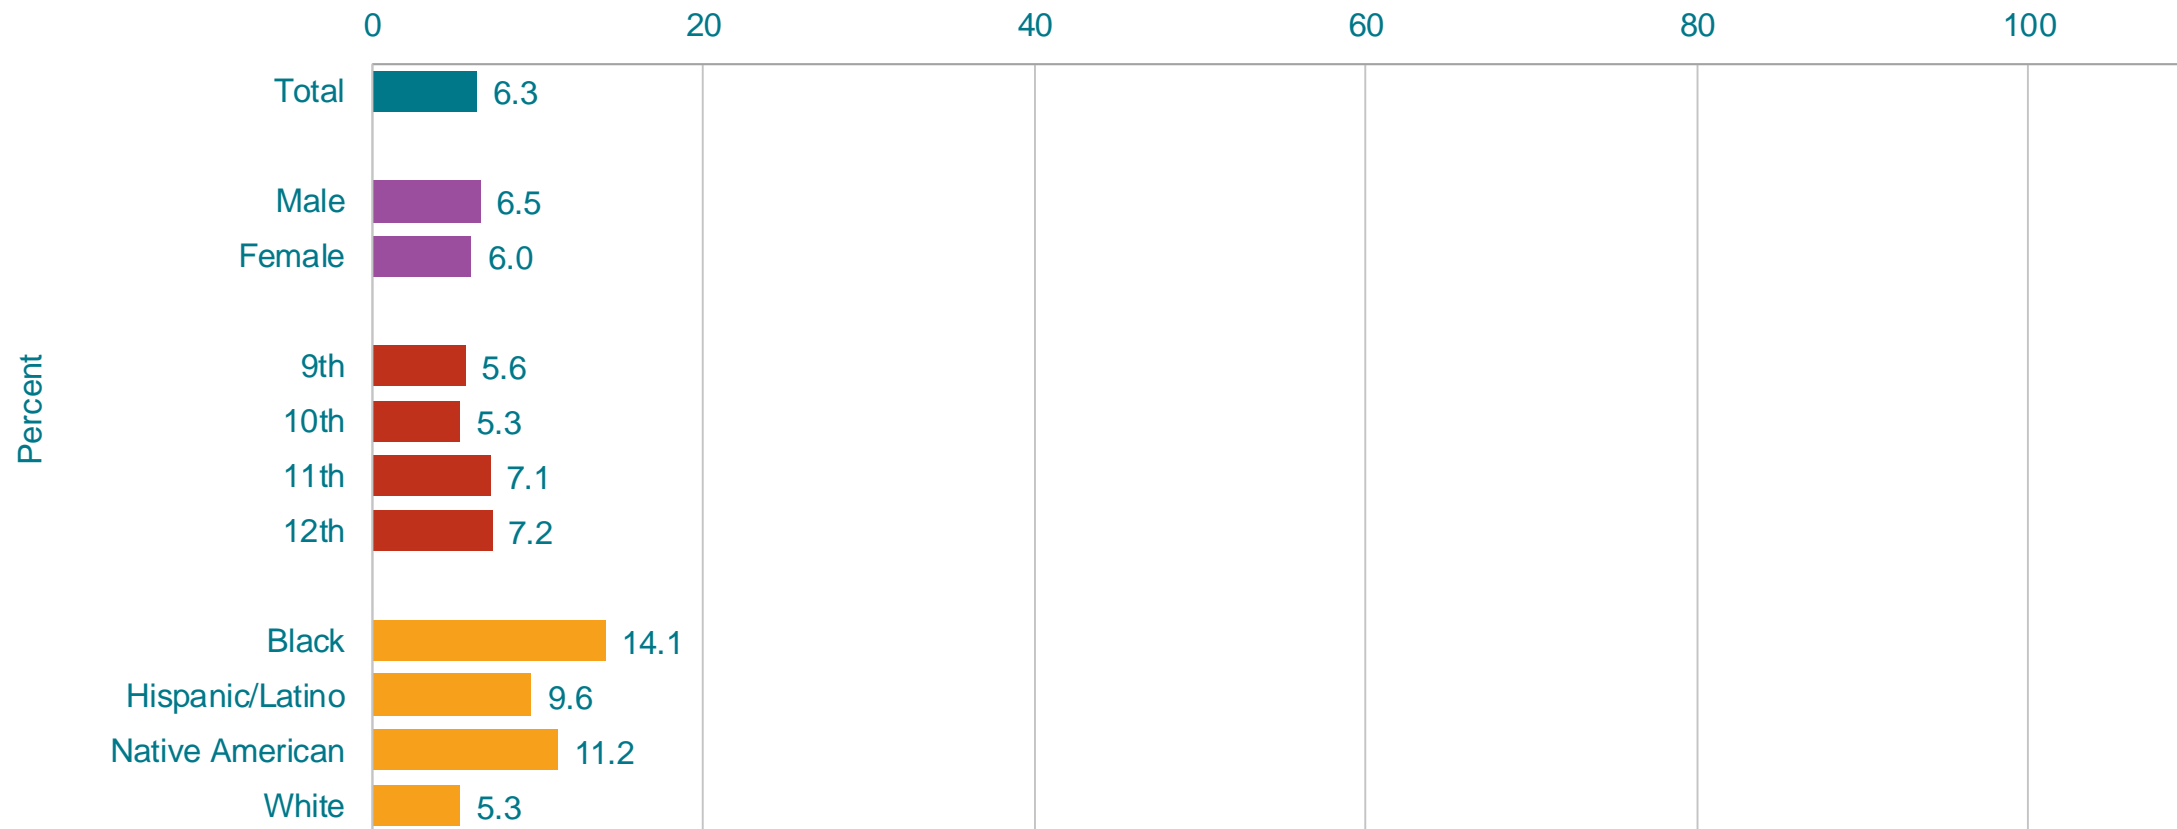 0 20 40 60 80 100
Total 6.3
Male 6.5
Female 6.0
Percent
9th 5.6
10th 5.3
11th 7.1
12th 7.2
Black 14.1
Hispanic/Latino 9.6
Native American 11.2
White 5.3